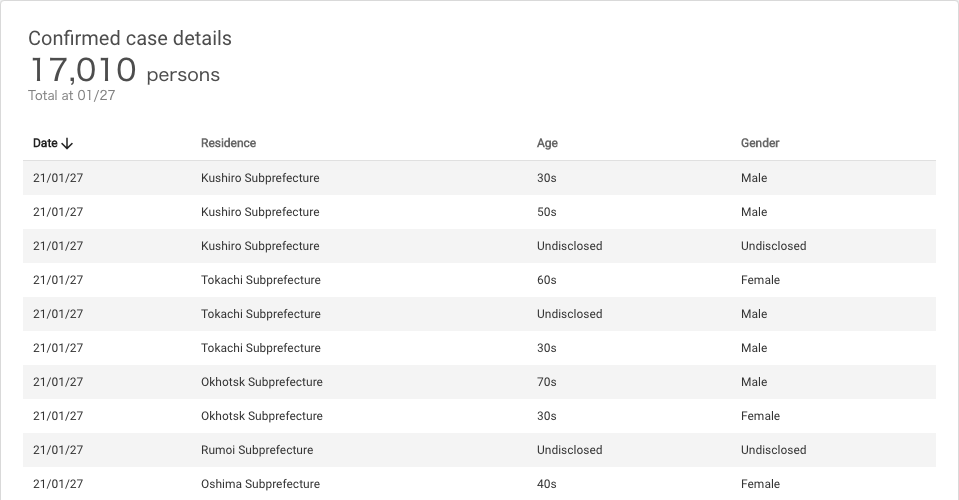 Confirmed case details
17,010 persons
Total at 01/27
Date Residence Age Gender
21/01/27 Kushiro Subprefecture 30s Male
21/01/27 Kushiro Subprefecture 50s Male
21/01/27 Kushiro Subprefecture Undisclosed Undisclosed
21/01/27 Tokachi Subprefecture 60s Female
21/01/27 Tokachi Subprefecture Undisclosed Male
21/01/27 Tokachi Subprefecture 30s Male
21/01/27 Okhotsk Subprefecture 70s Male
21/01/27 Okhotsk Subprefecture 30s Female
21/01/27 Rumoi Subprefecture Undisclosed Undisclosed
21/01/27 Oshima Subprefecture 40s Female